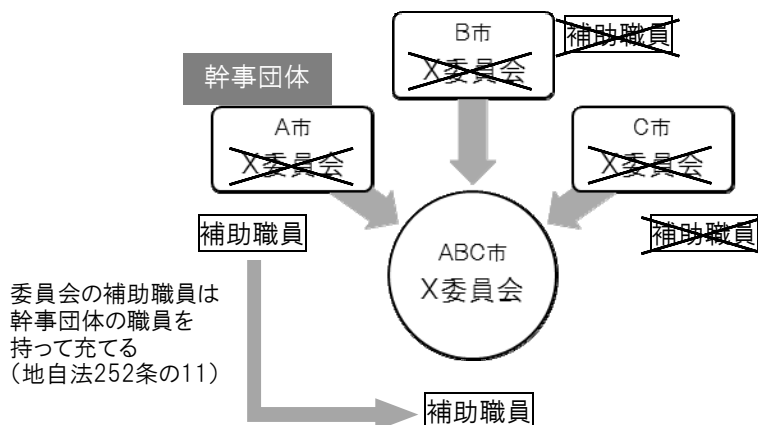 B市
X委員会
補助職員
幹事団体
A市
X委員会
C市
X委員会
補助職員
補助職員
ABC市
X委員会
委員会の補助職員は
幹事団体の職員を
持って充てる
（地自法252条の11）
補助職員